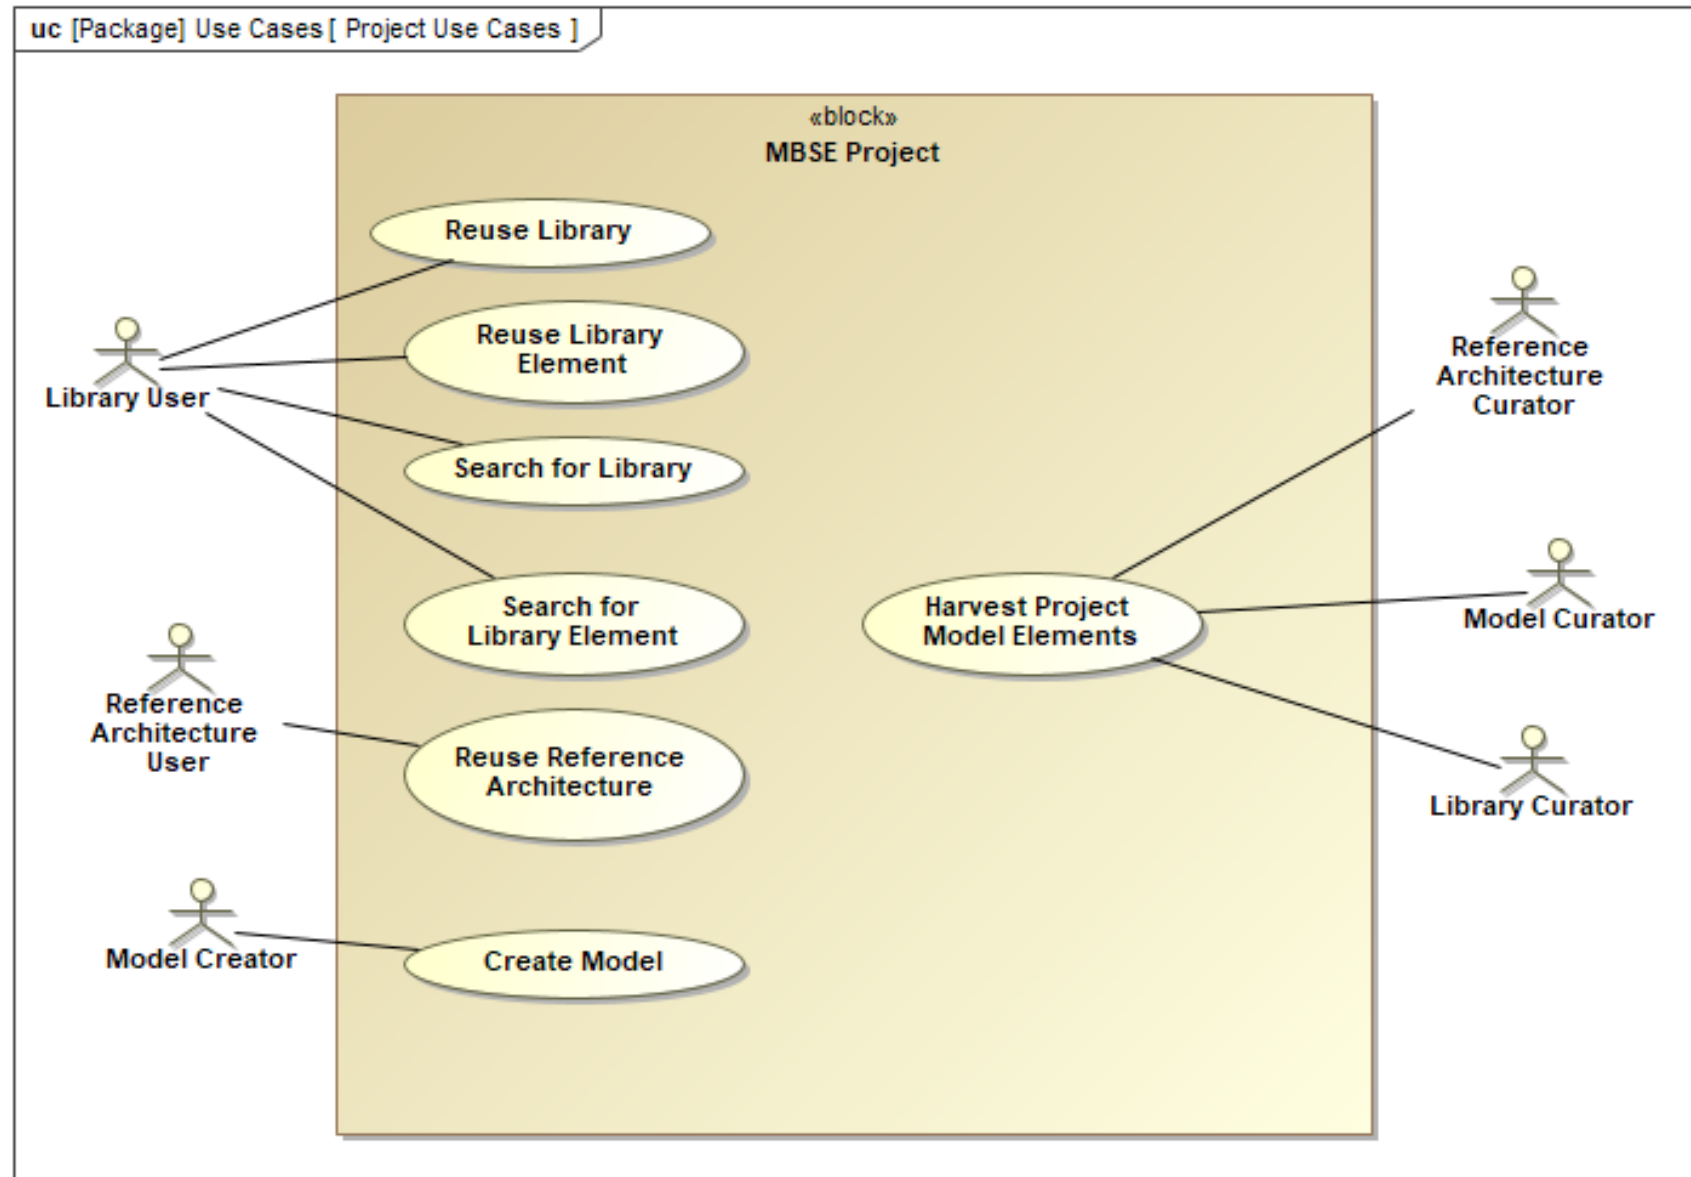 uc [Package] Use Cases [ Project Use Cases ]
«block»
MBSE Project
Reuse Library
Reuse Library
Element
Library User
Search for Library
Search for
Library Element
Reference
Architecture
User
Reuse Reference
Architecture
Model Creator
Create Model
Harvest Project
Model Elements
Reference
Architecture
Curator
Model Curator
Library Curator